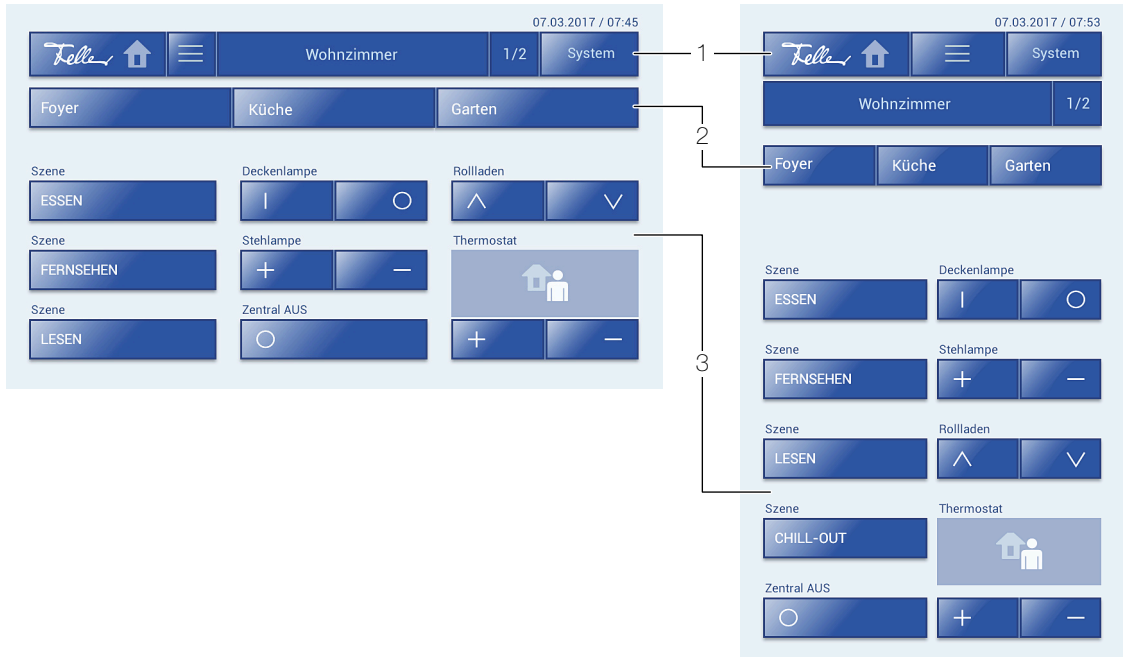 07.03.2017 / 07:45
Feller Wohnzimmer 1/2 System
Foyer Küche Garten
Szene Deckenlampe Rollladen
ESSEN
Szene Stehlampe Thermostat
FERNSEHEN
Szene Zentral AUS
LESEN
1
2
3
07.03.2017 / 07:53
Feller System
Wohnzimmer 1/2
Foyer Küche Garten
Szene Deckenlampe
ESSEN
Szene Stehlampe
FERNSEHEN
Szene Rollladen
LESEN
Szene Thermostat
CHILL-OUT
Zentral AUS